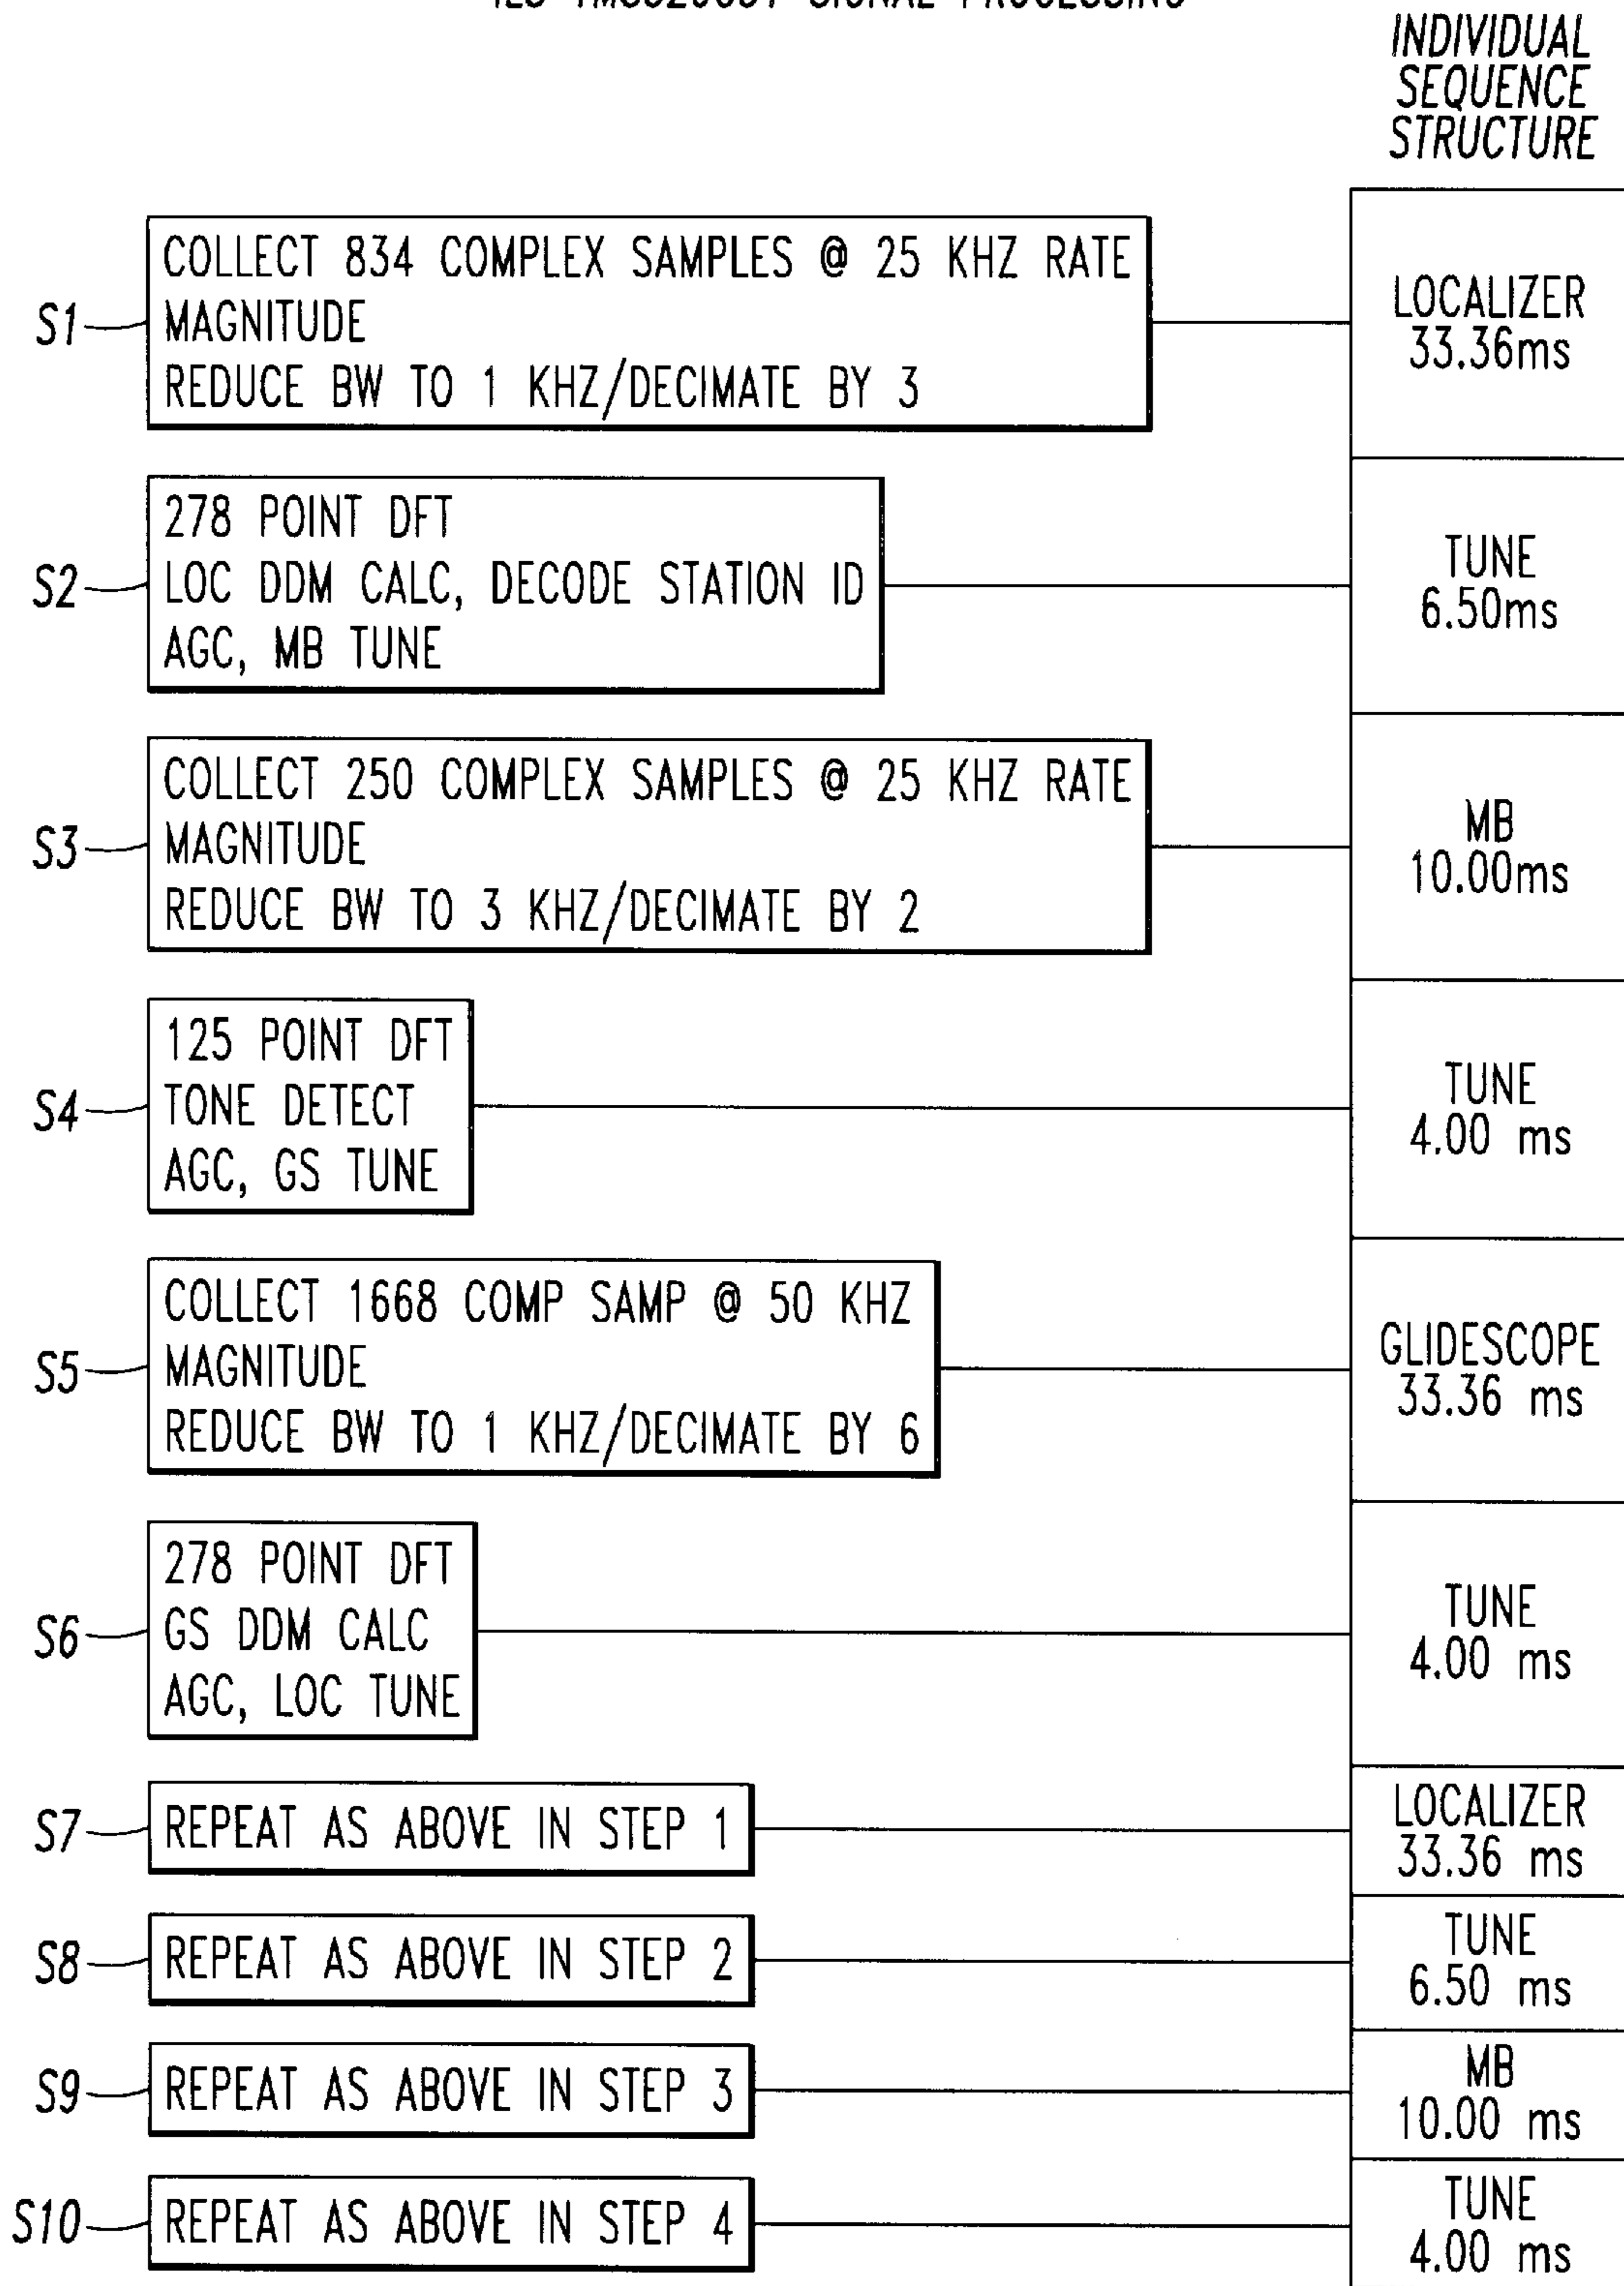 SIGNAL PROCESSING
INDIVIDUAL
SEQUENCE
STRUCTURE
S1
COLLECT 834 COMPLEX SAMPLES @ 25 KHZ RATE
MAGNITUDE
REDUCE BW TO 1 KHZ/DECIMATE BY 3
LOCALIZER
33.36ms
S2
278 POINT DFT
LOC DDM CALC, DECODE STATION ID
AGC, MB TUNE
TUNE
6.50ms
S3
COLLECT 250 COMPLEX SAMPLES @ 25 KHZ RATE
MAGNITUDE
REDUCE BW TO 3 KHZ/DECIMATE BY 2
MB
10.00ms
S4
125 POINT DFT
TONE DETECT
AGC, GS TUNE
TUNE
4.00 ms
S5
COLLECT 1668 COMP SAMP @ 50 KHZ
MAGNITUDE
REDUCE BW TO 1 KHZ/DECIMATE BY 6
GLIDESCOPE
33.36 ms
S6
278 POINT DFT
GS DDM CALC
AGC, LOC TUNE
TUNE
4.00 ms
S7
REPEAT AS ABOVE IN STEP 1
LOCALIZER
33.36 ms
S8
REPEAT AS ABOVE IN STEP 2
TUNE
6.50 ms
S9
REPEAT AS ABOVE IN STEP 3
MB
10.00 ms
S10
REPEAT AS ABOVE IN STEP 4
TUNE
4.00 ms